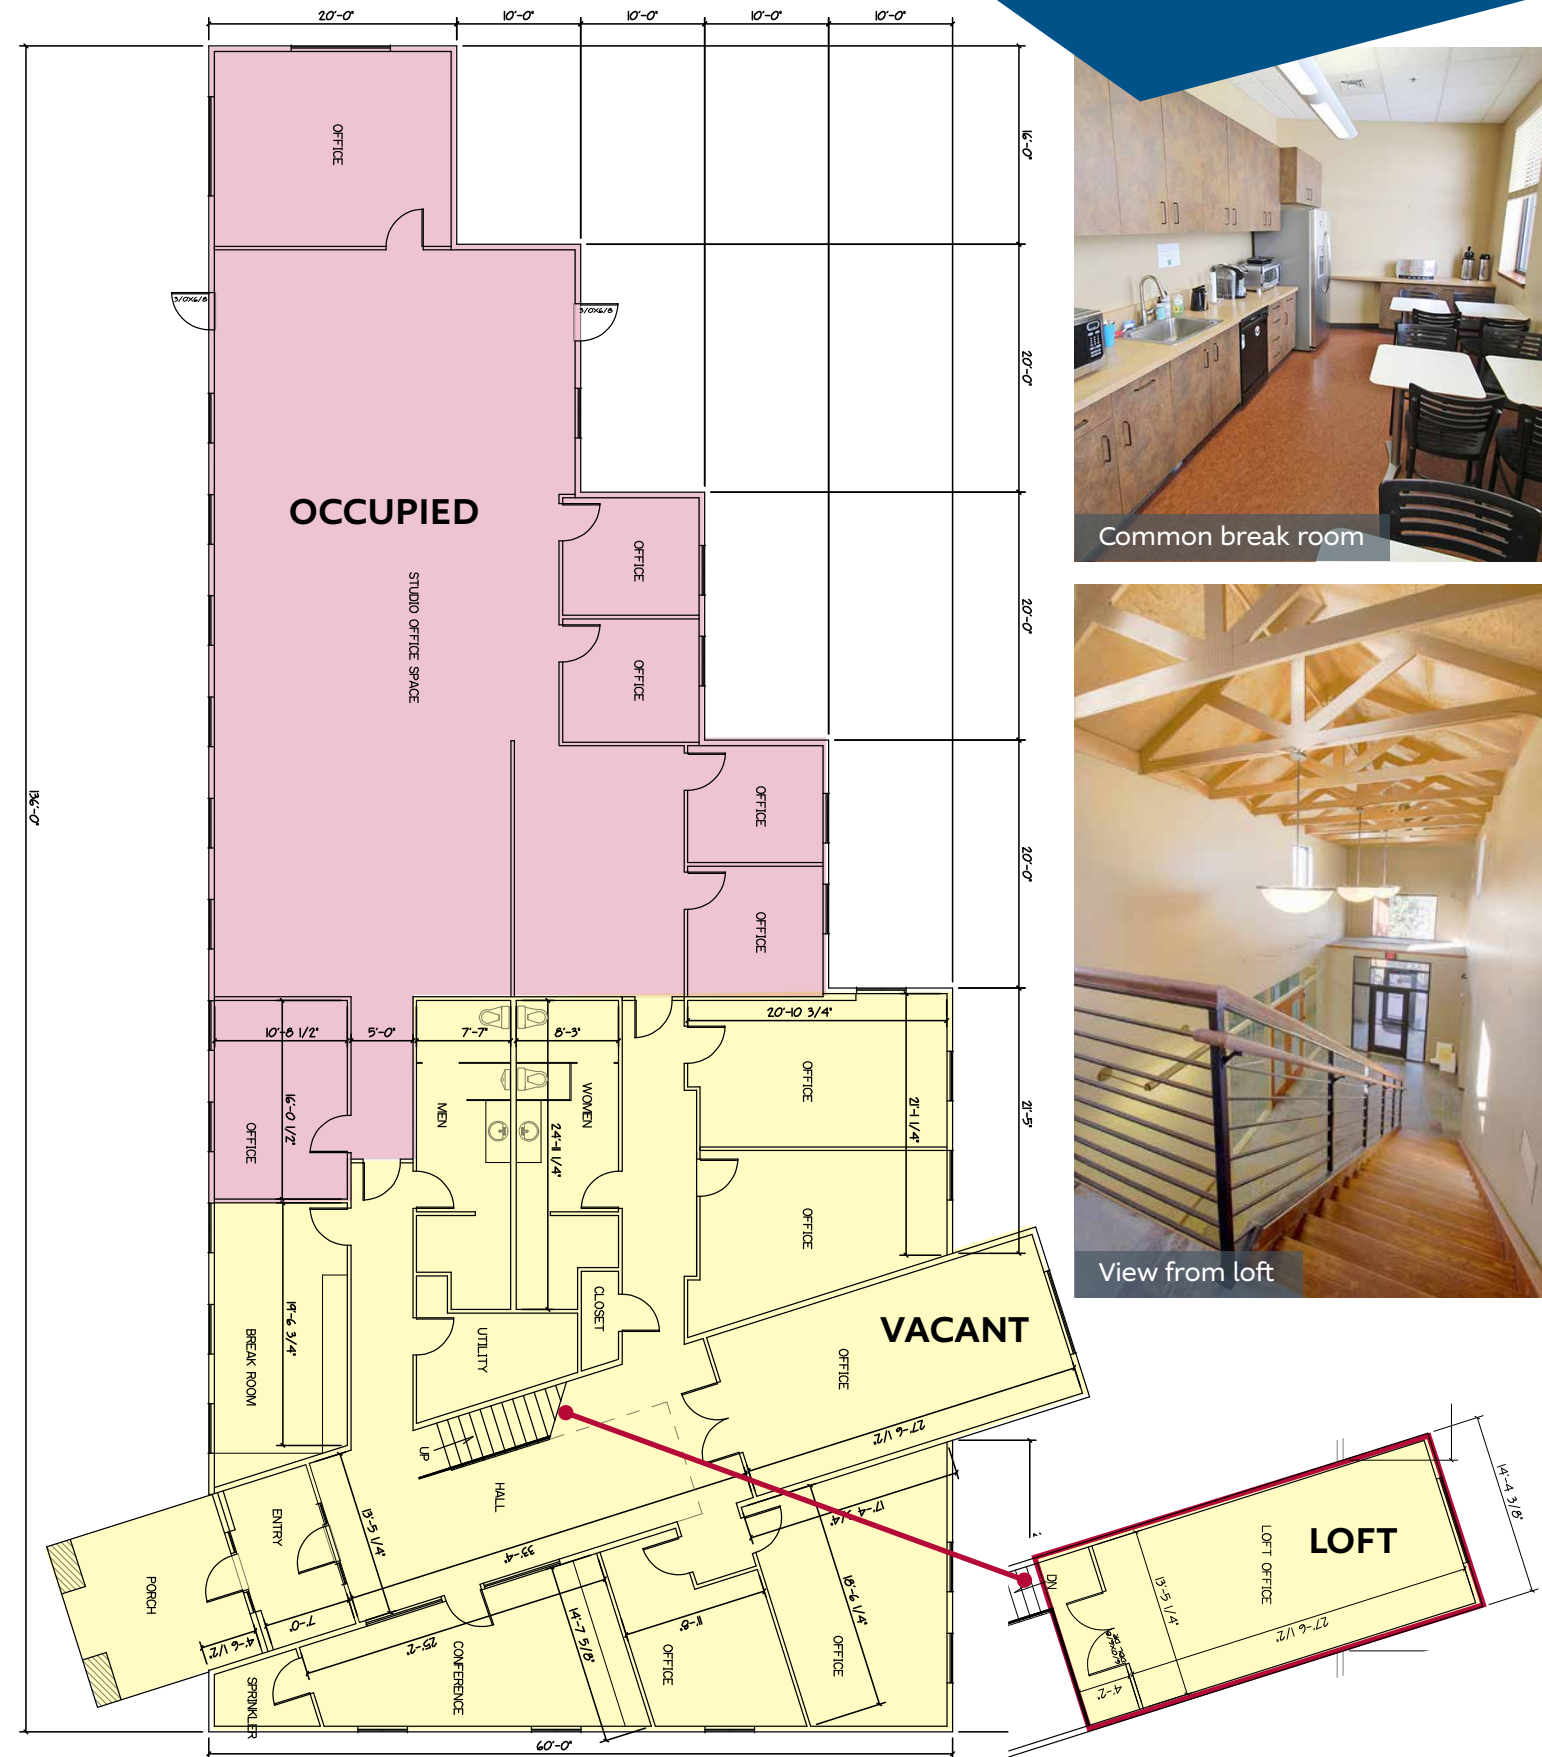 20'-0"
10'-0"
10'-0"
10'-0"
10'-0"
16'-0"
OFFICE
3/0X6/8
3/0X6/8
20'-0"
OCCUPIED
STUDIO OFFICE SPACE
OFFICE
OFFICE
20'-0"
136'-0"
OFFICE
OFFICE
20'-0"
10'-8 1/2"
5'-0"
7'-7"
8'-3"
20'-10 3/4"
OFFICE
16'-0 1/2"
MEN
WOMEN
24'-11 1/4"
OFFICE
21'-1 1/4"
21'-5"
OFFICE
BREAK ROOM
19'-6 3/4"
UTILITY
CLOSET
VACANT
OFFICE
27'-6 1/2"
UP
HALL
ENTRY
13'-5 1/4"
33'-4"
17'-4 3/4"
PORCH
7'-0"
4'-6 1/2"
25'-2"
CONFERENCE
14'-7 5/8"
11'-8"
OFFICE
18'-6 1/4"
OFFICE
SPRINKLER
60'-0"
Common break room
View from loft
14'-4 3/8"
LOFT
LOFT OFFICE
DN
13'-5 1/4"
27'-6 1/2"
4'-2"